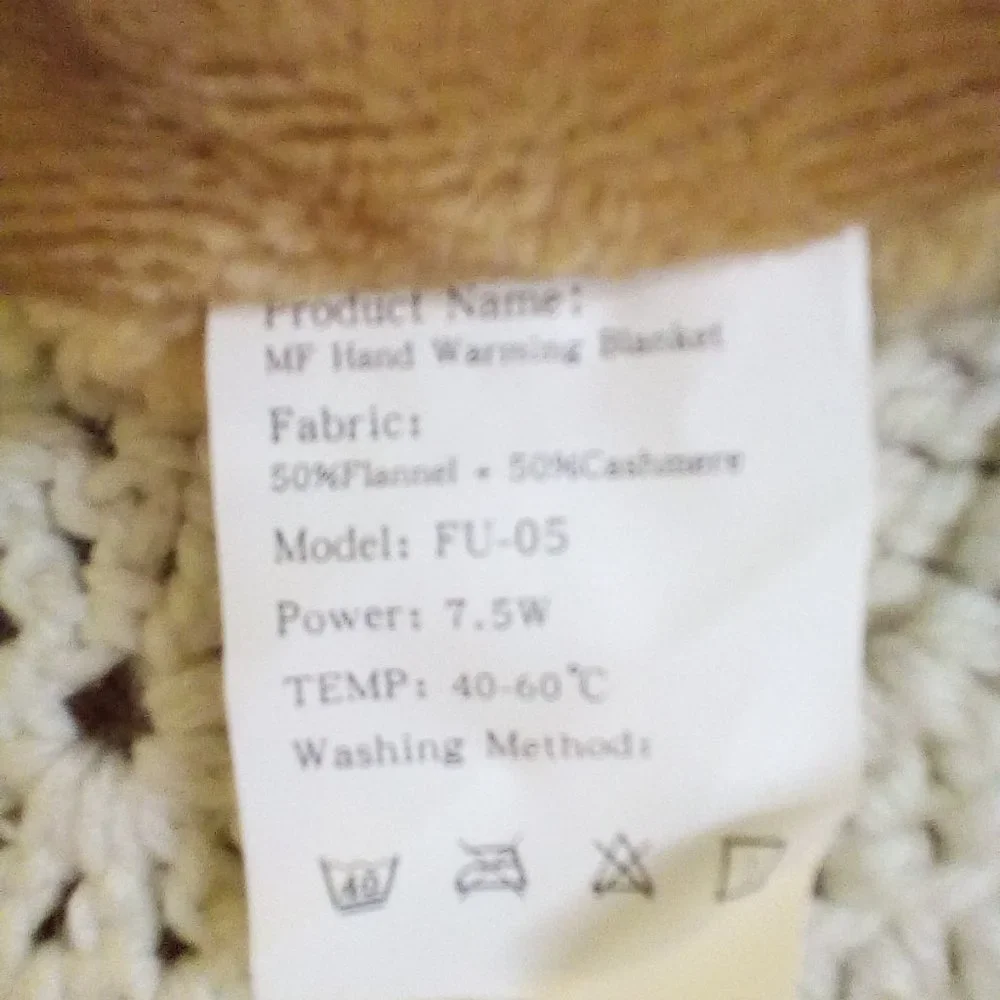 Product Name:
MF Hand Warming Blanket
Fabric:
50%Flannel + 50%Cashmere
Model: FU-05
Power: 7.5W
TEMP: 40-60℃
Washing Method:
40